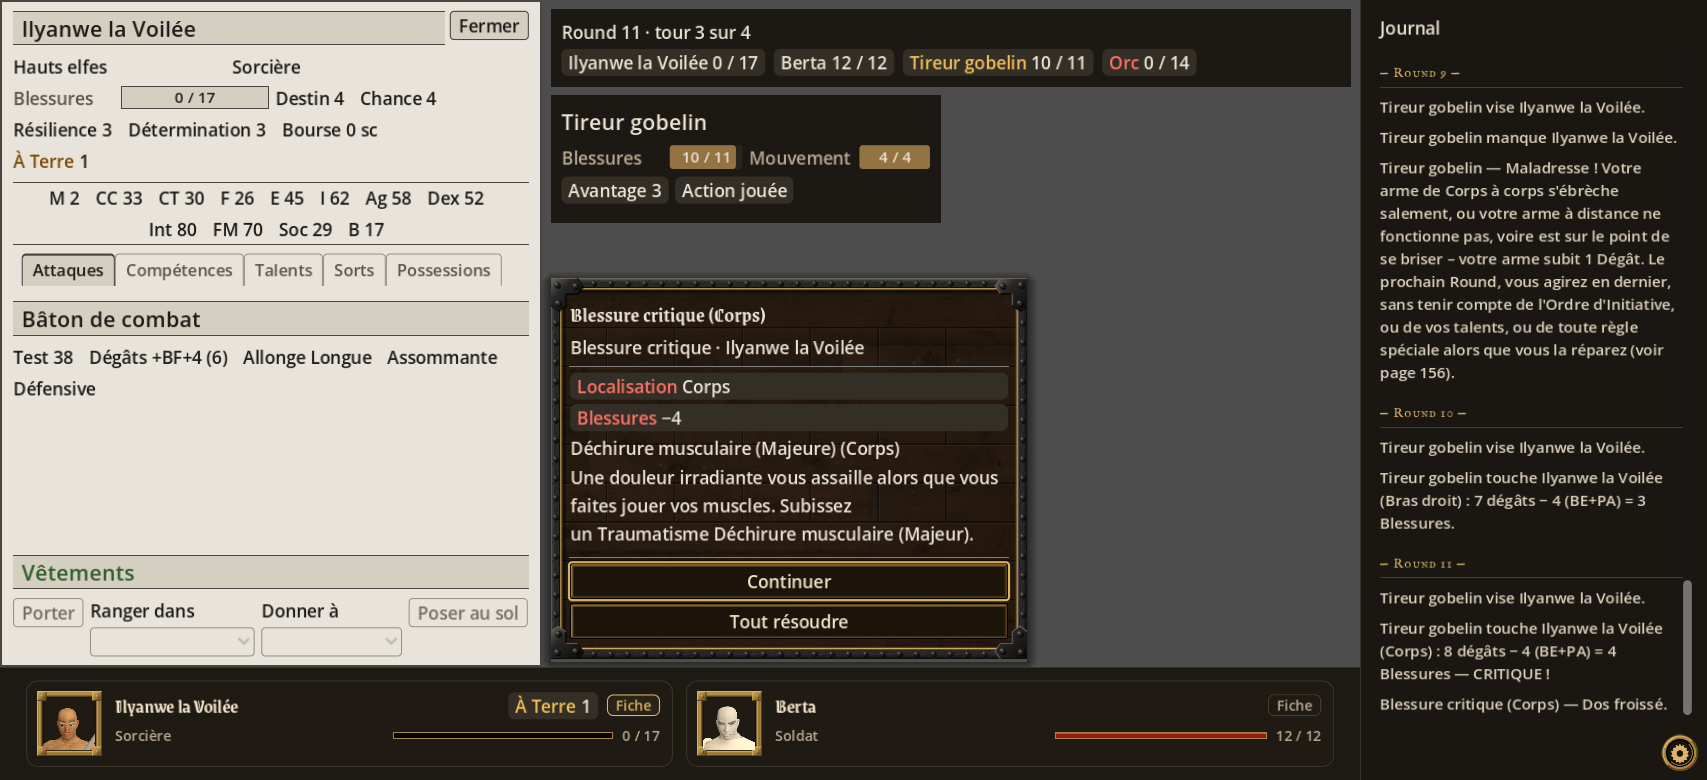 Ilyanwe la Voilée
Fermer
Hauts elfes Sorcière
Blessures 0 / 17 Destin 4 Chance 4
Résilience 3 Détermination 3 Bourse 0 sc
À Terre 1
M 2 CC 33 CT 30 F 26 E 45 I 62 Ag 58 Dex 52
Int 80 FM 70 Soc 29 B 17
Attaques Compétences Talents Sorts Possessions
Bâton de combat
Test 38 Dégâts +BF+4 (6) Allonge Longue Assommante
Défensive
Vêtements
Porter Ranger dans Donner à Poser au sol
Round 11 · tour 3 sur 4
Ilyanwe la Voilée 0 / 17 Berta 12 / 12 Tireur gobelin 10 / 11 Orc 0 / 14
Tireur gobelin
Blessures 10 / 11 Mouvement 4 / 4
Avantage 3 Action jouée
Blessure critique (Corps)
Blessure critique · Ilyanwe la Voilée
Localisation Corps
Blessures −4
Déchirure musculaire (Majeure) (Corps)
Une douleur irradiante vous assaille alors que vous
faites jouer vos muscles. Subissez
un Traumatisme Déchirure musculaire (Majeur).
Continuer
Tout résoudre
Ilyanwe la Voilée À Terre 1 Fiche
Sorcière 0 / 17
Berta Fiche
Soldat 12 / 12
Journal
– Round 9 –
Tireur gobelin vise Ilyanwe la Voilée.
Tireur gobelin manque Ilyanwe la Voilée.
Tireur gobelin — Maladresse ! Votre
arme de Corps à corps s'ébrèche
salement, ou votre arme à distance ne
fonctionne pas, voire est sur le point de
se briser – votre arme subit 1 Dégât. Le
prochain Round, vous agirez en dernier,
sans tenir compte de l'Ordre d'Initiative,
ou de vos talents, ou de toute règle
spéciale alors que vous la réparez (voir
page 156).
– Round 10 –
Tireur gobelin vise Ilyanwe la Voilée.
Tireur gobelin touche Ilyanwe la Voilée
(Bras droit) : 7 dégâts − 4 (BE+PA) = 3
Blessures.
– Round 11 –
Tireur gobelin vise Ilyanwe la Voilée.
Tireur gobelin touche Ilyanwe la Voilée
(Corps) : 8 dégâts − 4 (BE+PA) = 4
Blessures — CRITIQUE !
Blessure critique (Corps) — Dos froissé.